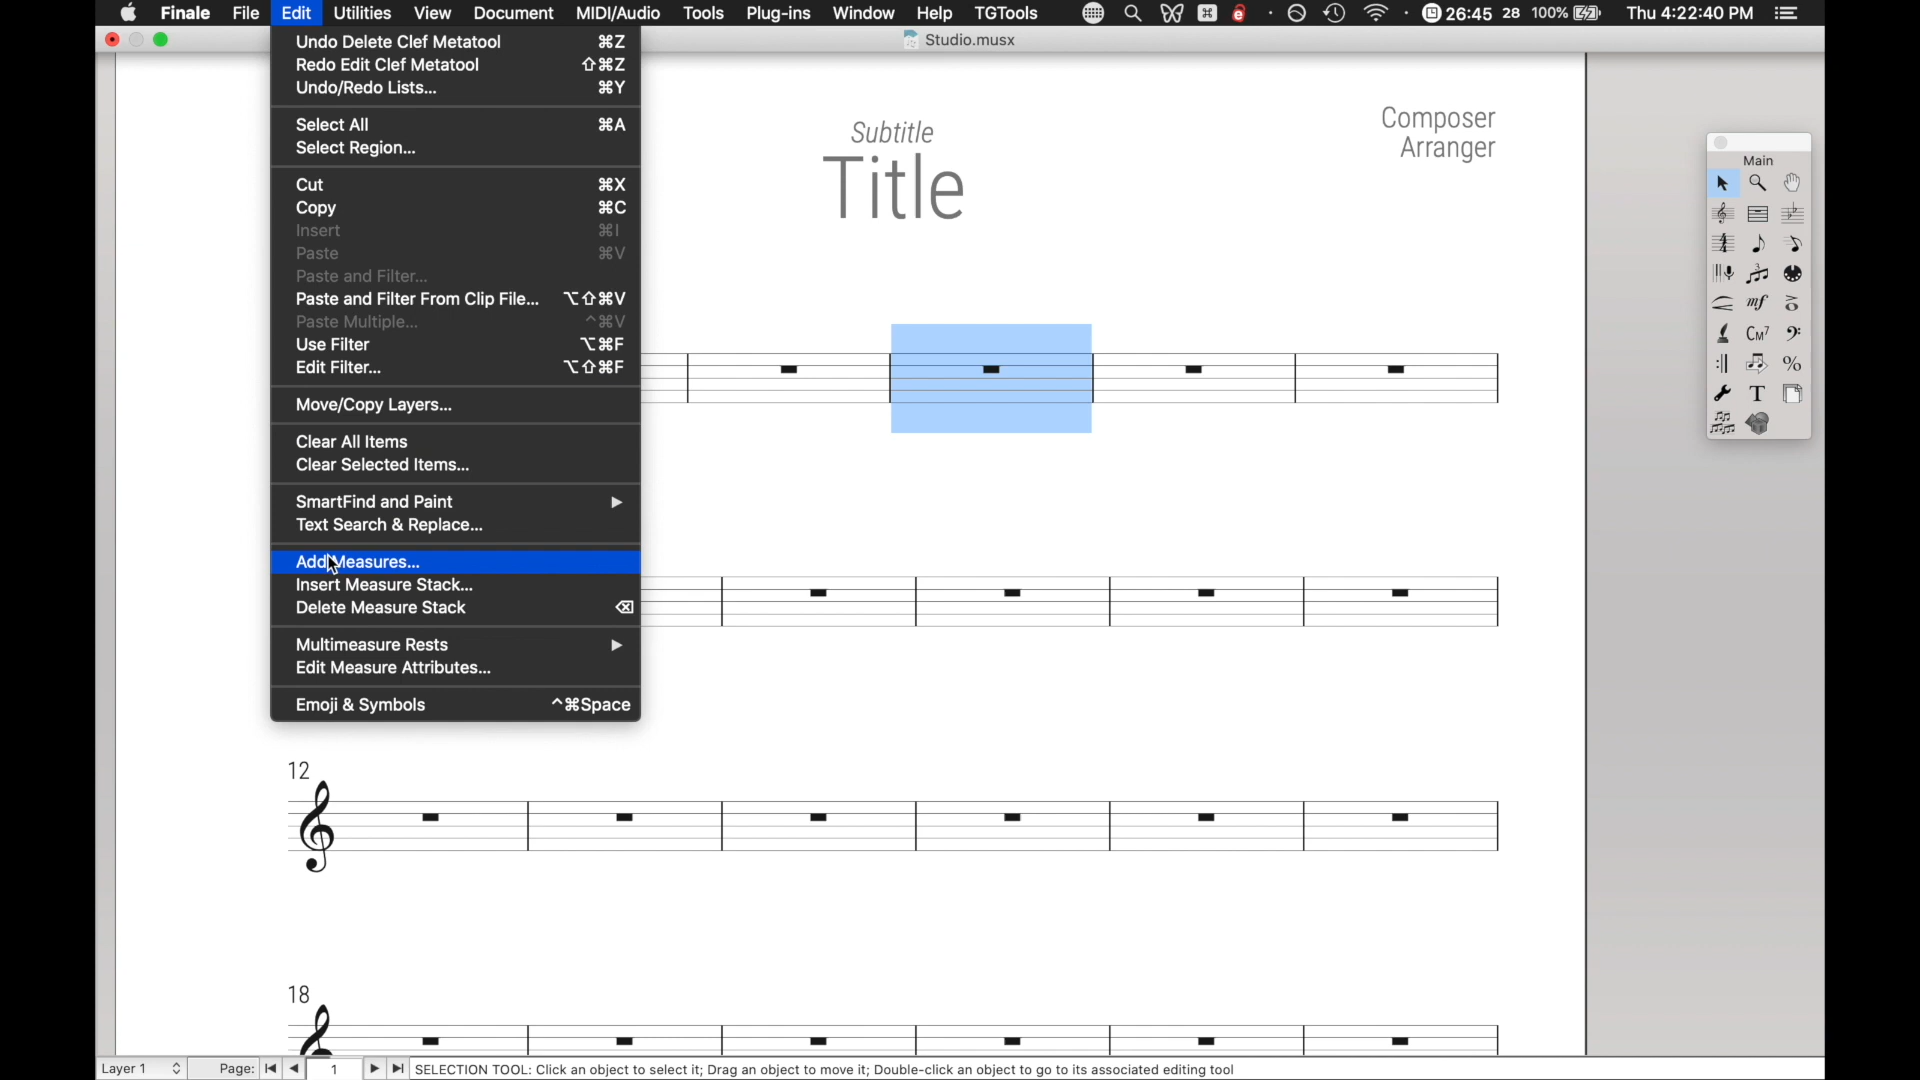 Finale File Edit Utilities View Document MIDI/Audio Tools Plug-ins Window Help TGTools 26:45 28 100% Thu 4:22:40 PM
Studio.musx
Undo Delete Clef Metatool ⌘Z
Redo Edit Clef Metatool ⇧⌘Z
Undo/Redo Lists... ⌘Y
Select All ⌘A
Select Region...
Cut ⌘X
Copy ⌘C
Insert ⌘I
Paste ⌘V
Paste and Filter...
Paste and Filter From Clip File... ⌥⇧⌘V
Paste Multiple... ^⌘V
Use Filter ⌥⌘F
Edit Filter... ⌥⇧⌘F
Move/Copy Layers...
Clear All Items
Clear Selected Items...
SmartFind and Paint ▶
Text Search & Replace...
Add Measures...
Insert Measure Stack...
Delete Measure Stack ⌫
Multimeasure Rests ▶
Edit Measure Attributes...
Emoji & Symbols ^⌘Space
Subtitle
Title
Composer
Arranger
Main
mf
CM7
%
T
12
18
Layer 1 Page: 1 SELECTION TOOL: Click an object to select it; Drag an object to move it; Double-click an object to go to its associated editing tool